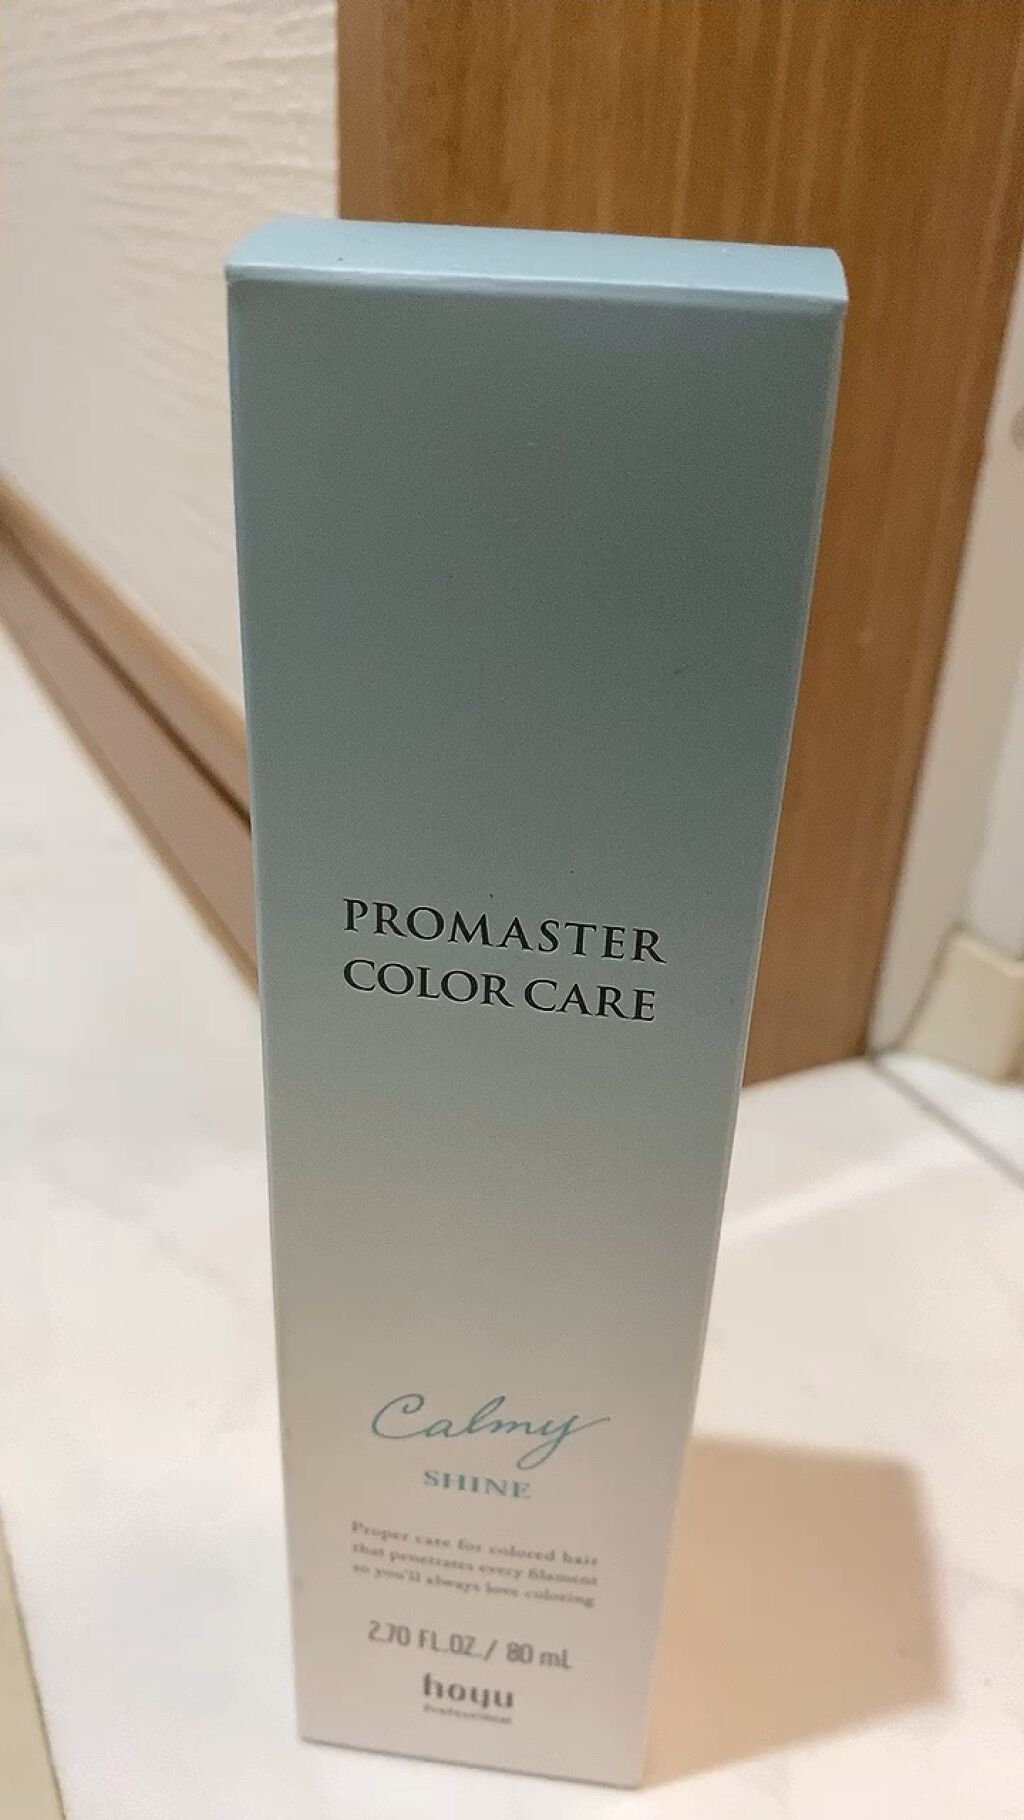 PROMASTER
COLOR CARE
Calmy
SHINE
Proper care for colored hair
that penetrates every filament
so you'll always love coloring
2.70 FL.OZ. / 80 mL
hoyu
Professional